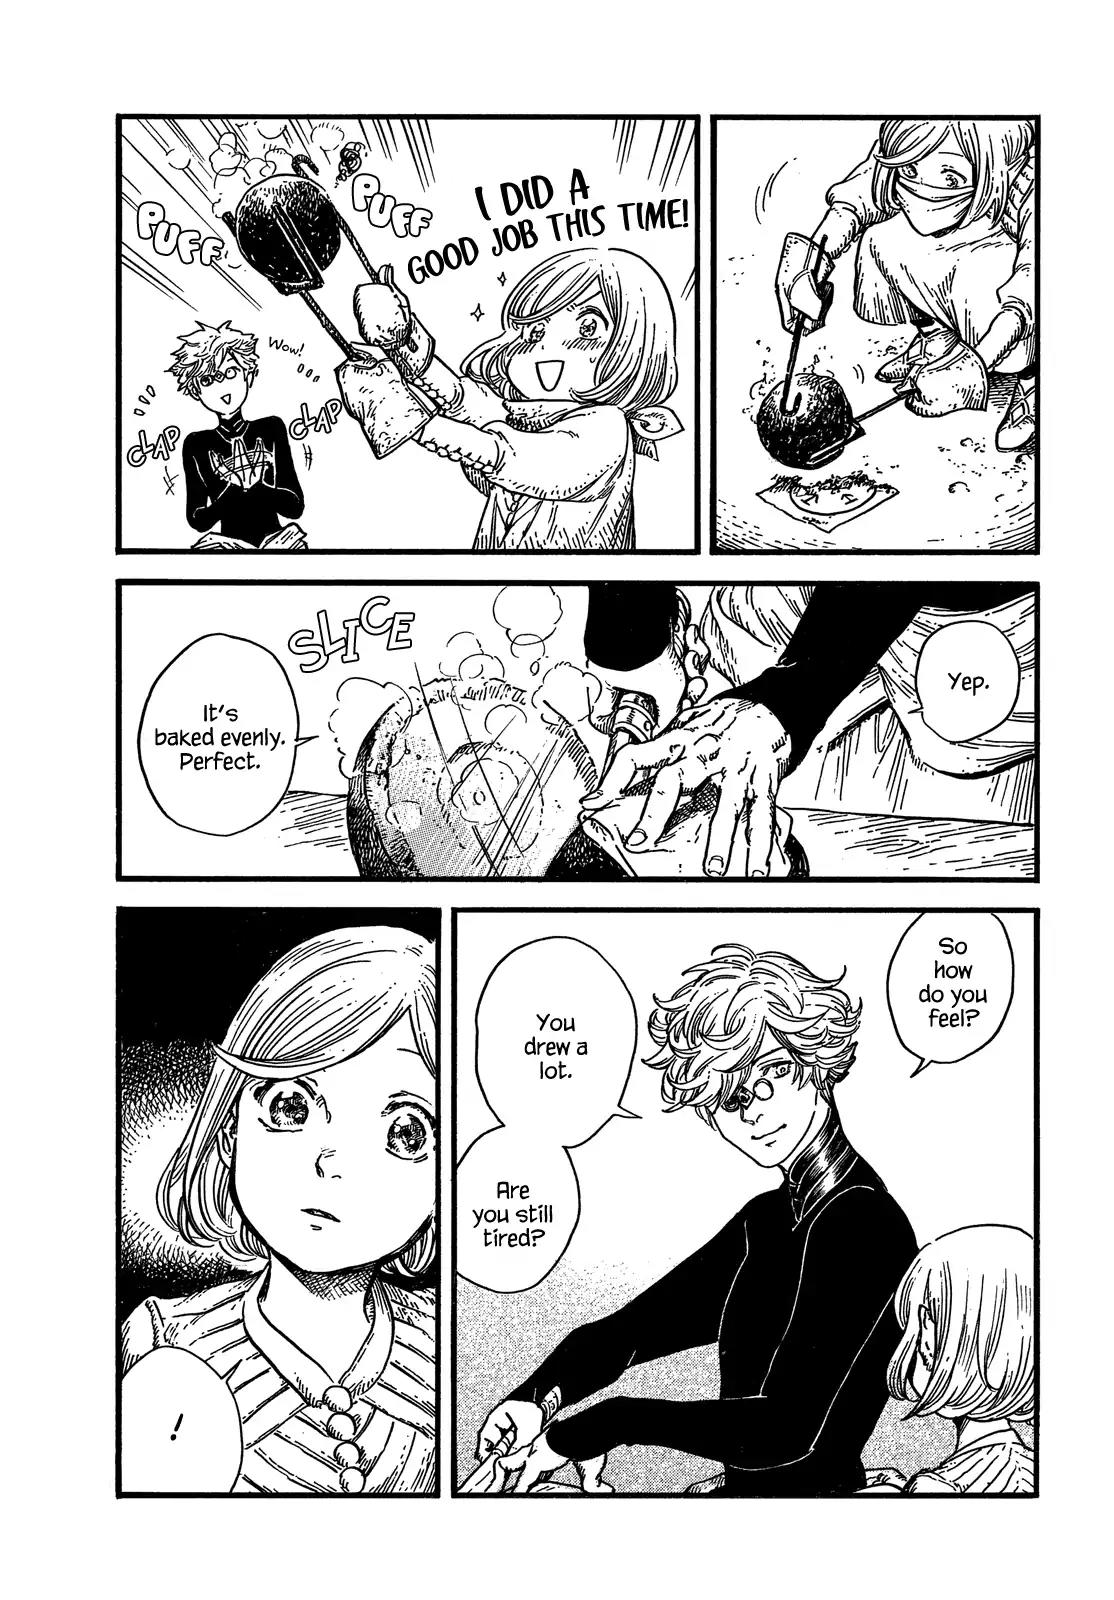 I DID A
GOOD JOB THIS TIME!
PUFF
PUFF
Wow!
CLAP
CLAP
Yep.
SLICE
It's
baked evenly.
Perfect.
So
how
do you
feel?
You
drew a
lot.
Are
you still
tired?
!